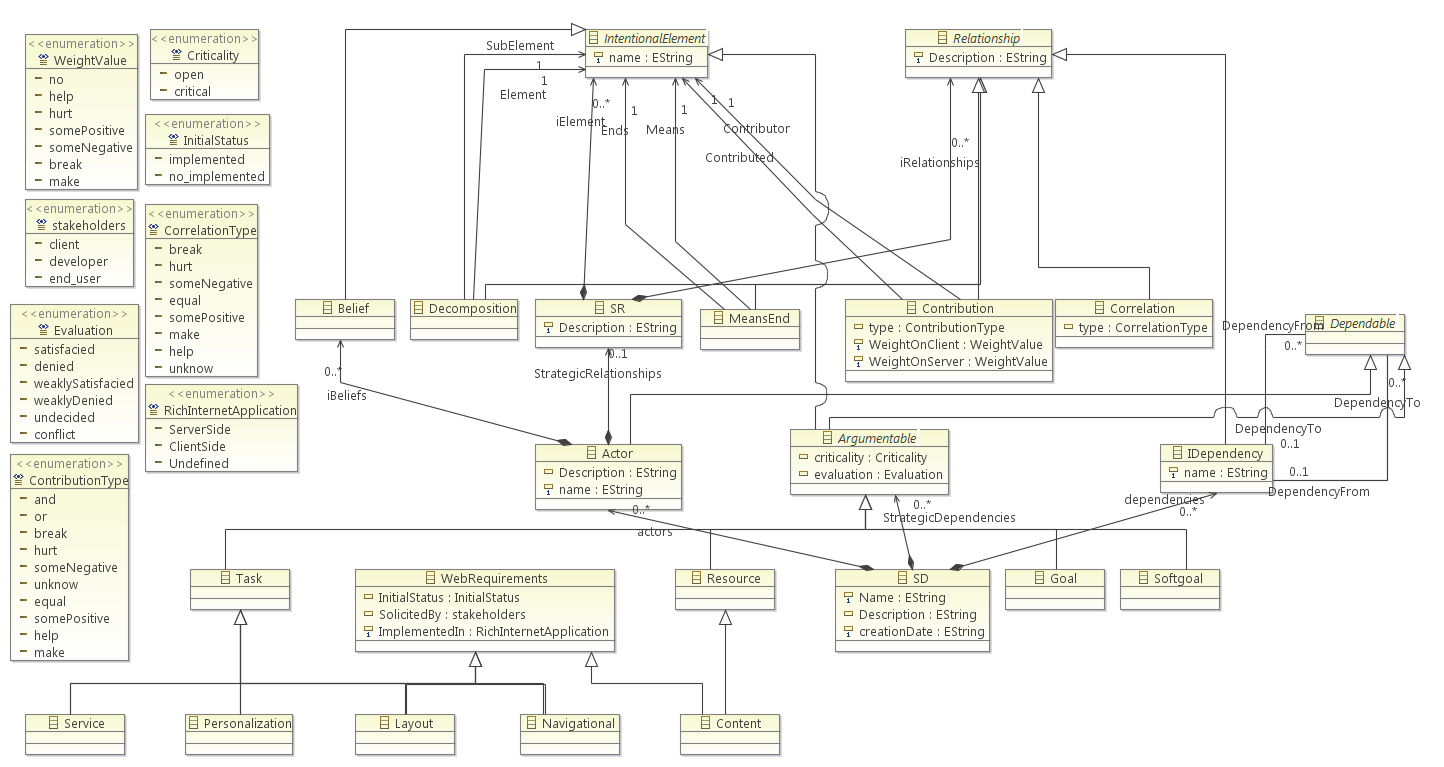 <<enumeration>>
WeightValue
no
help
hurt
somePositive
someNegative
break
make
<<enumeration>>
Criticality
open
critical
<<enumeration>>
InitialStatus
implemented
no_implemented
<<enumeration>>
stakeholders
client
developer
end_user
<<enumeration>>
CorrelationType
break
hurt
someNegative
equal
somePositive
make
help
unknow
<<enumeration>>
Evaluation
satisfacied
denied
weaklySatisfacied
weaklyDenied
undecided
conflict
<<enumeration>>
RichInternetApplication
ServerSide
ClientSide
Undefined
<<enumeration>>
ContributionType
and
or
break
hurt
someNegative
unknow
equal
somePositive
help
make
IntentionalElement
name : EString
Relationship
Description : EString
SubElement
1
1
Element
0..*
iElement
1
Ends
1
Means
1
1
Contributor
Contributed
0..*
iRelationships
Belief
Decomposition
SR
Description : EString
MeansEnd
Contribution
type : ContributionType
WeightOnClient : WeightValue
WeightOnServer : WeightValue
Correlation
type : CorrelationType
Dependable
DependencyFrom
0..*
0..*
DependencyTo
DependencyTo
0..1
0..1
DependencyFrom
0..1
StrategicRelationships
0..*
iBeliefs
Actor
Description : EString
name : EString
Argumentable
criticality : Criticality
evaluation : Evaluation
IDependency
name : EString
dependencies
0..*
0..*
actors
0..*
StrategicDependencies
Task
WebRequirements
InitialStatus : InitialStatus
SolicitedBy : stakeholders
ImplementedIn : RichInternetApplication
Resource
SD
Name : EString
Description : EString
creationDate : EString
Goal
Softgoal
Service
Personalization
Layout
Navigational
Content